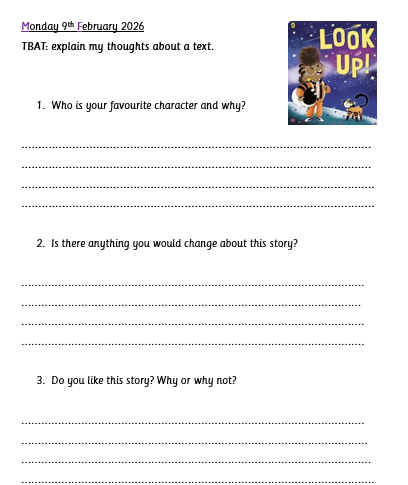 Monday 9th February 2026
TBAT: explain my thoughts about a text.
LOOK
UP!
1. Who is your favourite character and why?
................................................................................................
................................................................................................
.................................................................................................
.................................................................................................
2. Is there anything you would change about this story?
..............................................................................................
.............................................................................................
..............................................................................................
..............................................................................................
3. Do you like this story? Why or why not?
..............................................................................................
...............................................................................................
................................................................................................
.................................................................................................